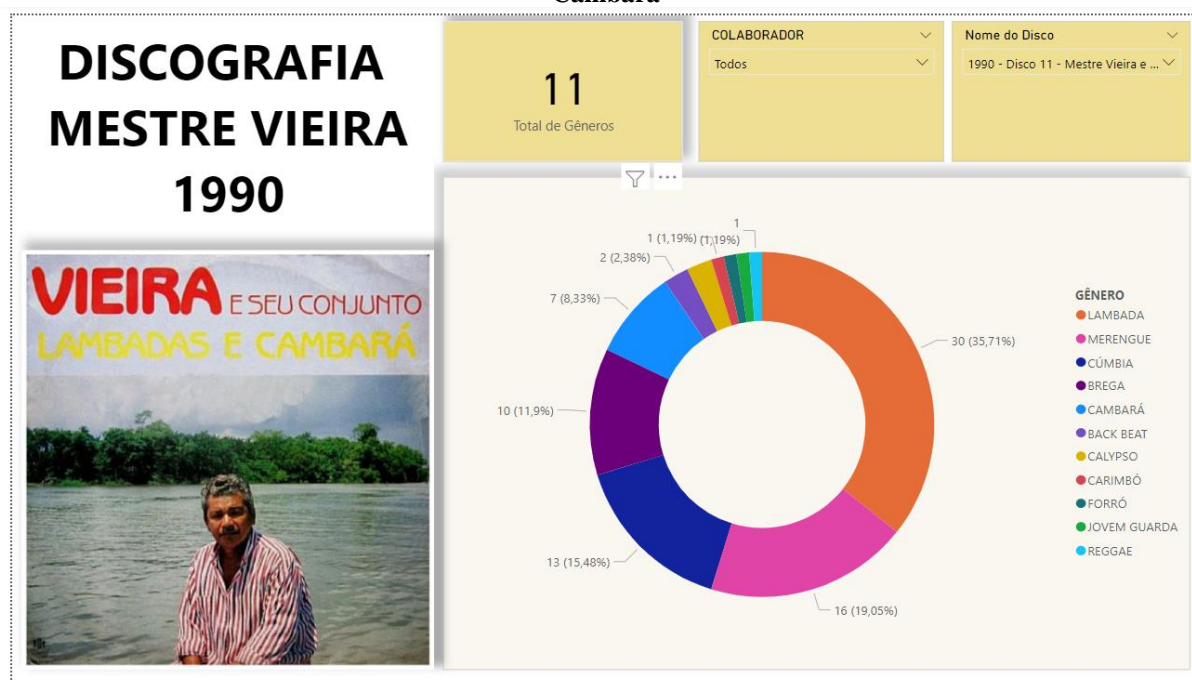 DISCOGRAFIA
MESTRE VIEIRA
1990
11
Total de Gêneros
COLABORADOR
Todos
Nome do Disco
1990 - Disco 11 - Mestre Vieira e ...
VIEIRA E SEU CONJUNTO
LAMBADAS E CAMBARÁ
1
1 (1,19%) (1,19%)
2 (2,38%)
7 (8,33%)
10 (11,9%)
13 (15,48%)
16 (19,05%)
30 (35,71%)
GÊNERO
LAMBADA
MERENGUE
CÚMBIA
BREGA
CAMBARÁ
BACK BEAT
CALYPSO
CARIMBÓ
FORRÓ
JOVEM GUARDA
REGGAE